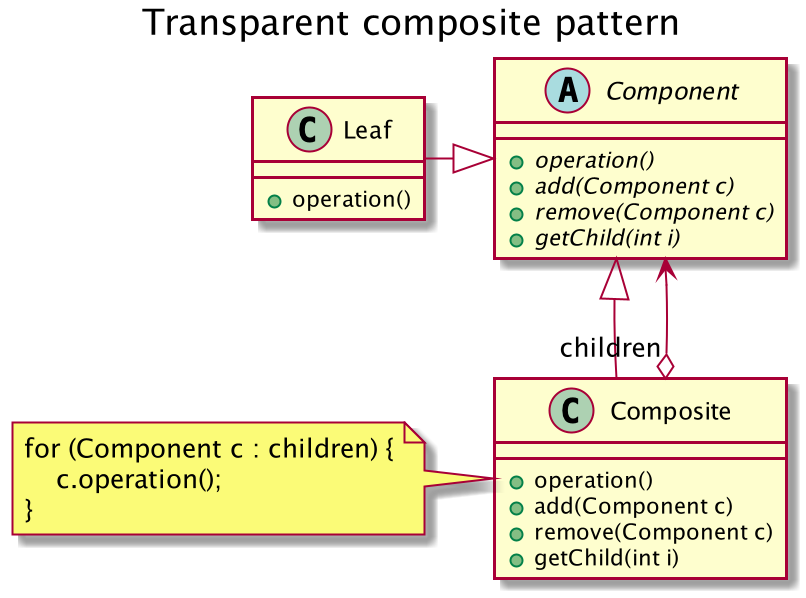 Transparent composite pattern
A Component
operation()
add(Component c)
remove(Component c)
getChild(int i)
C Leaf
operation()
children
C Composite
operation()
add(Component c)
remove(Component c)
getChild(int i)
for (Component c : children) {
    c.operation();
}